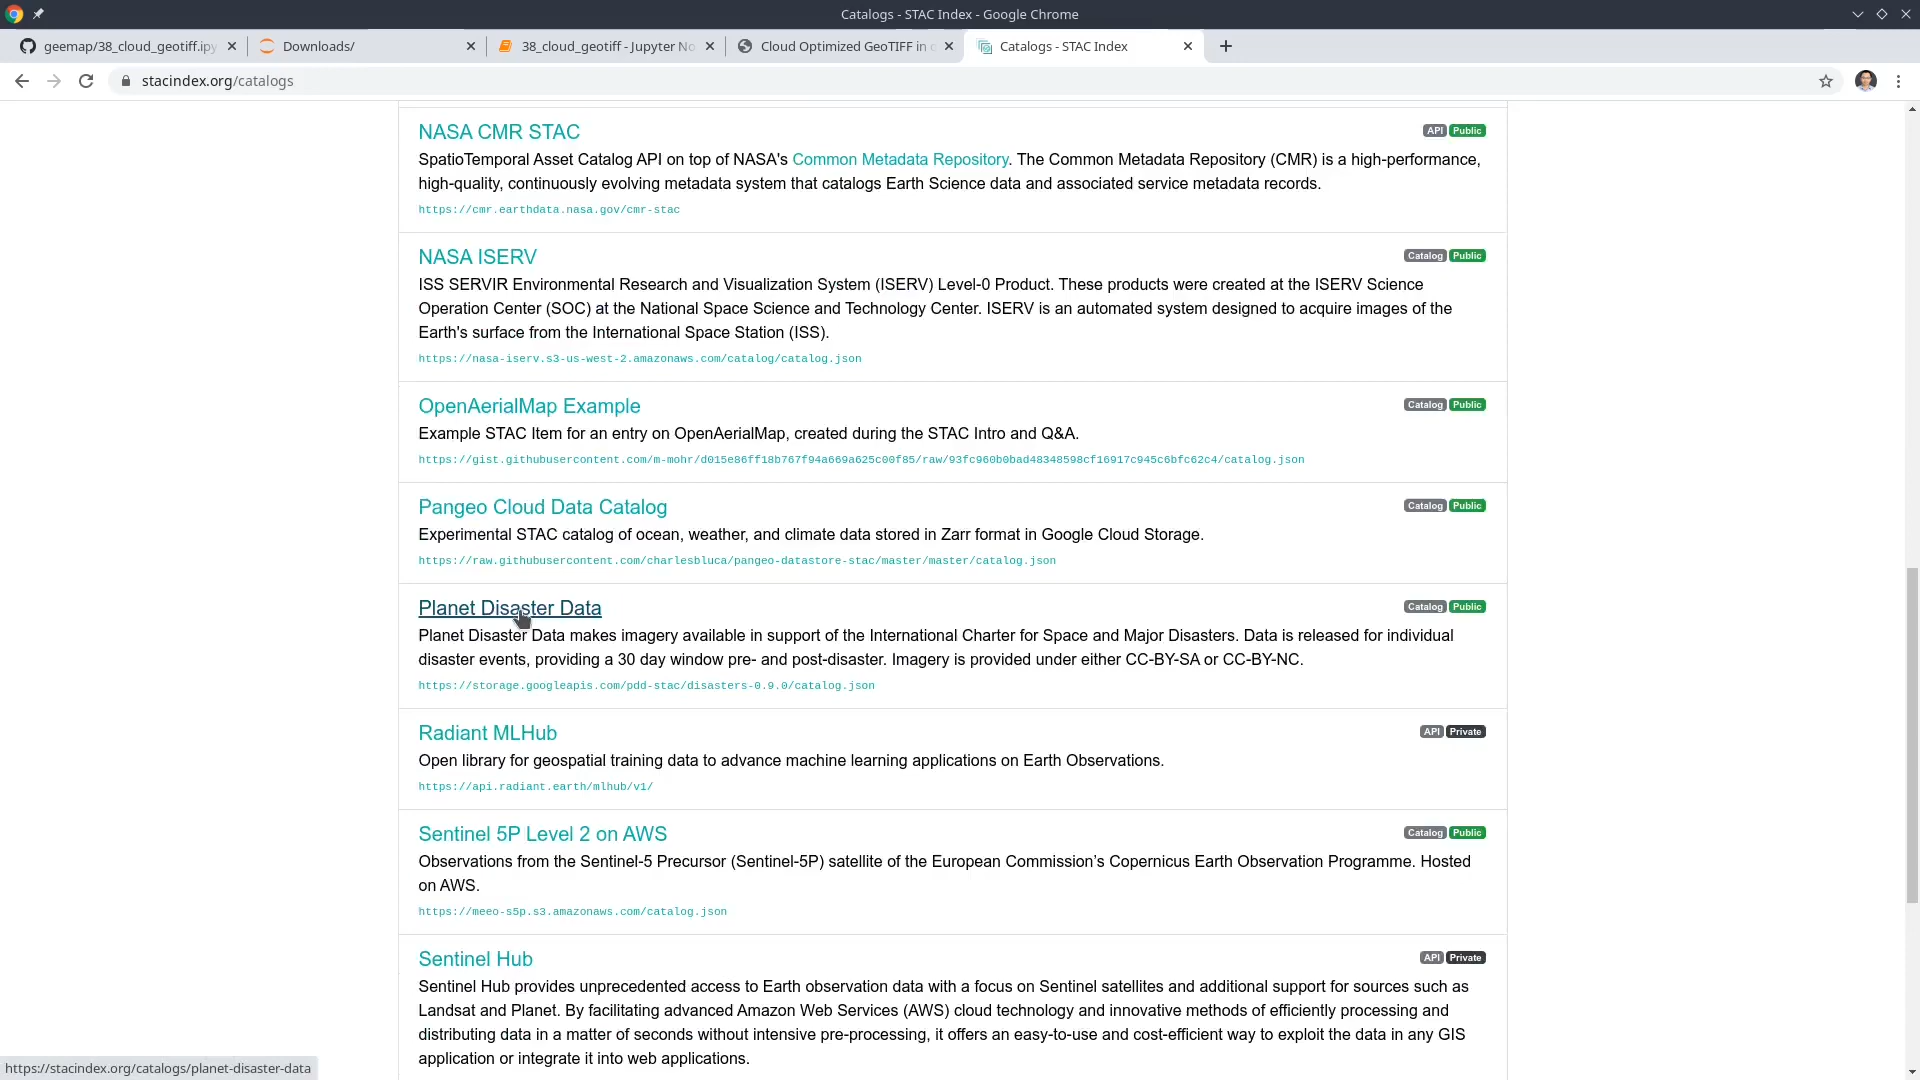 Catalogs - STAC Index - Google Chrome
geemap/38_cloud_geotiff.ipy
Downloads/
38_cloud_geotiff - Jupyter No
Cloud Optimized GeoTIFF in
Catalogs - STAC Index
stacindex.org/catalogs
NASA CMR STAC
API Public
SpatioTemporal Asset Catalog API on top of NASA's Common Metadata Repository. The Common Metadata Repository (CMR) is a high-performance,
high-quality, continuously evolving metadata system that catalogs Earth Science data and associated service metadata records.
https://cmr.earthdata.nasa.gov/cmr-stac
NASA ISERV
Catalog Public
ISS SERVIR Environmental Research and Visualization System (ISERV) Level-0 Product. These products were created at the ISERV Science
Operation Center (SOC) at the National Space Science and Technology Center. ISERV is an automated system designed to acquire images of the
Earth's surface from the International Space Station (ISS).
https://nasa-iserv.s3-us-west-2.amazonaws.com/catalog/catalog.json
OpenAerialMap Example
Catalog Public
Example STAC Item for an entry on OpenAerialMap, created during the STAC Intro and Q&A.
https://gist.githubusercontent.com/m-mohr/d015e86ff18b767f94a669a625c00f85/raw/93fc960b0bad48348598cf16917c945c6bfc62c4/catalog.json
Pangeo Cloud Data Catalog
Catalog Public
Experimental STAC catalog of ocean, weather, and climate data stored in Zarr format in Google Cloud Storage.
https://raw.githubusercontent.com/charlesbluca/pangeo-datastore-stac/master/master/catalog.json
Planet Disaster Data
Catalog Public
Planet Disaster Data makes imagery available in support of the International Charter for Space and Major Disasters. Data is released for individual
disaster events, providing a 30 day window pre- and post-disaster. Imagery is provided under either CC-BY-SA or CC-BY-NC.
https://storage.googleapis.com/pdd-stac/disasters-0.9.0/catalog.json
Radiant MLHub
API Private
Open library for geospatial training data to advance machine learning applications on Earth Observations.
https://api.radiant.earth/mlhub/v1/
Sentinel 5P Level 2 on AWS
Catalog Public
Observations from the Sentinel-5 Precursor (Sentinel-5P) satellite of the European Commission’s Copernicus Earth Observation Programme. Hosted
on AWS.
https://meeo-s5p.s3.amazonaws.com/catalog.json
Sentinel Hub
API Private
Sentinel Hub provides unprecedented access to Earth observation data with a focus on Sentinel satellites and additional support for sources such as
Landsat and Planet. By facilitating advanced Amazon Web Services (AWS) cloud technology and innovative methods of efficiently processing and
distributing data in a matter of seconds without intensive pre-processing, it offers an easy-to-use and cost-efficient way to exploit the data in any GIS
application or integrate it into web applications.
https://stacindex.org/catalogs/planet-disaster-data